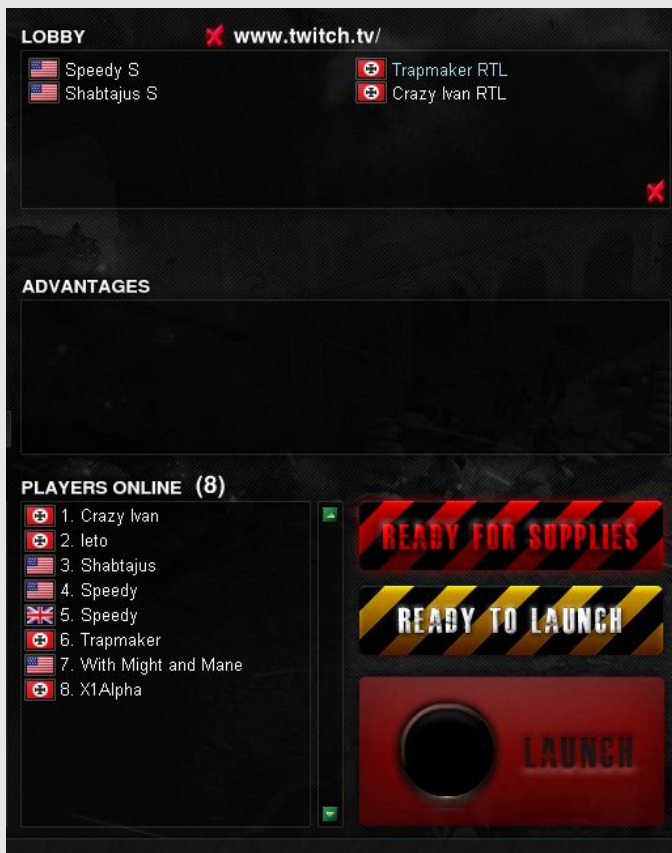 LOBBY www.twitch.tv/
Speedy S Trapmaker RTL
Shabtajus S Crazy Ivan RTL
ADVANTAGES
PLAYERS ONLINE (8)
1. Crazy Ivan
2. leto
3. Shabtajus
4. Speedy
5. Speedy
6. Trapmaker
7. With Might and Mane
8. X1Alpha
READY FOR SUPPLIES
READY TO LAUNCH
LAUNCH